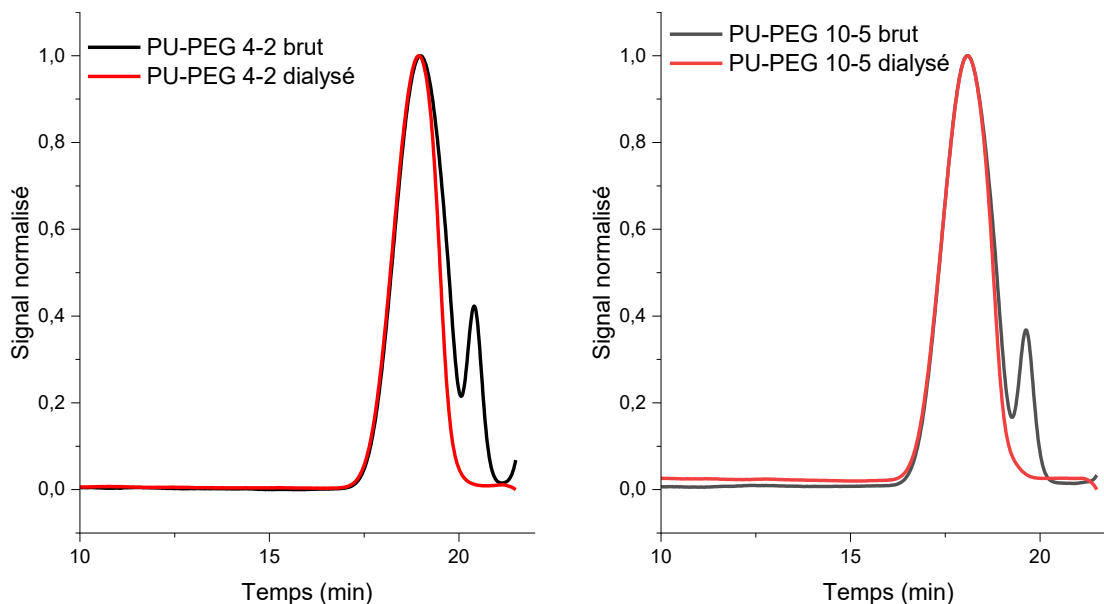 PU-PEG 4-2 brut
PU-PEG 4-2 dialysé
1,0
0,8
0,6
0,4
0,2
0,0
Signal normalisé
10
15
20
Temps (min)
PU-PEG 10-5 brut
PU-PEG 10-5 dialysé
1,0
0,8
0,6
0,4
0,2
0,0
Signal normalisé
10
15
20
Temps (min)